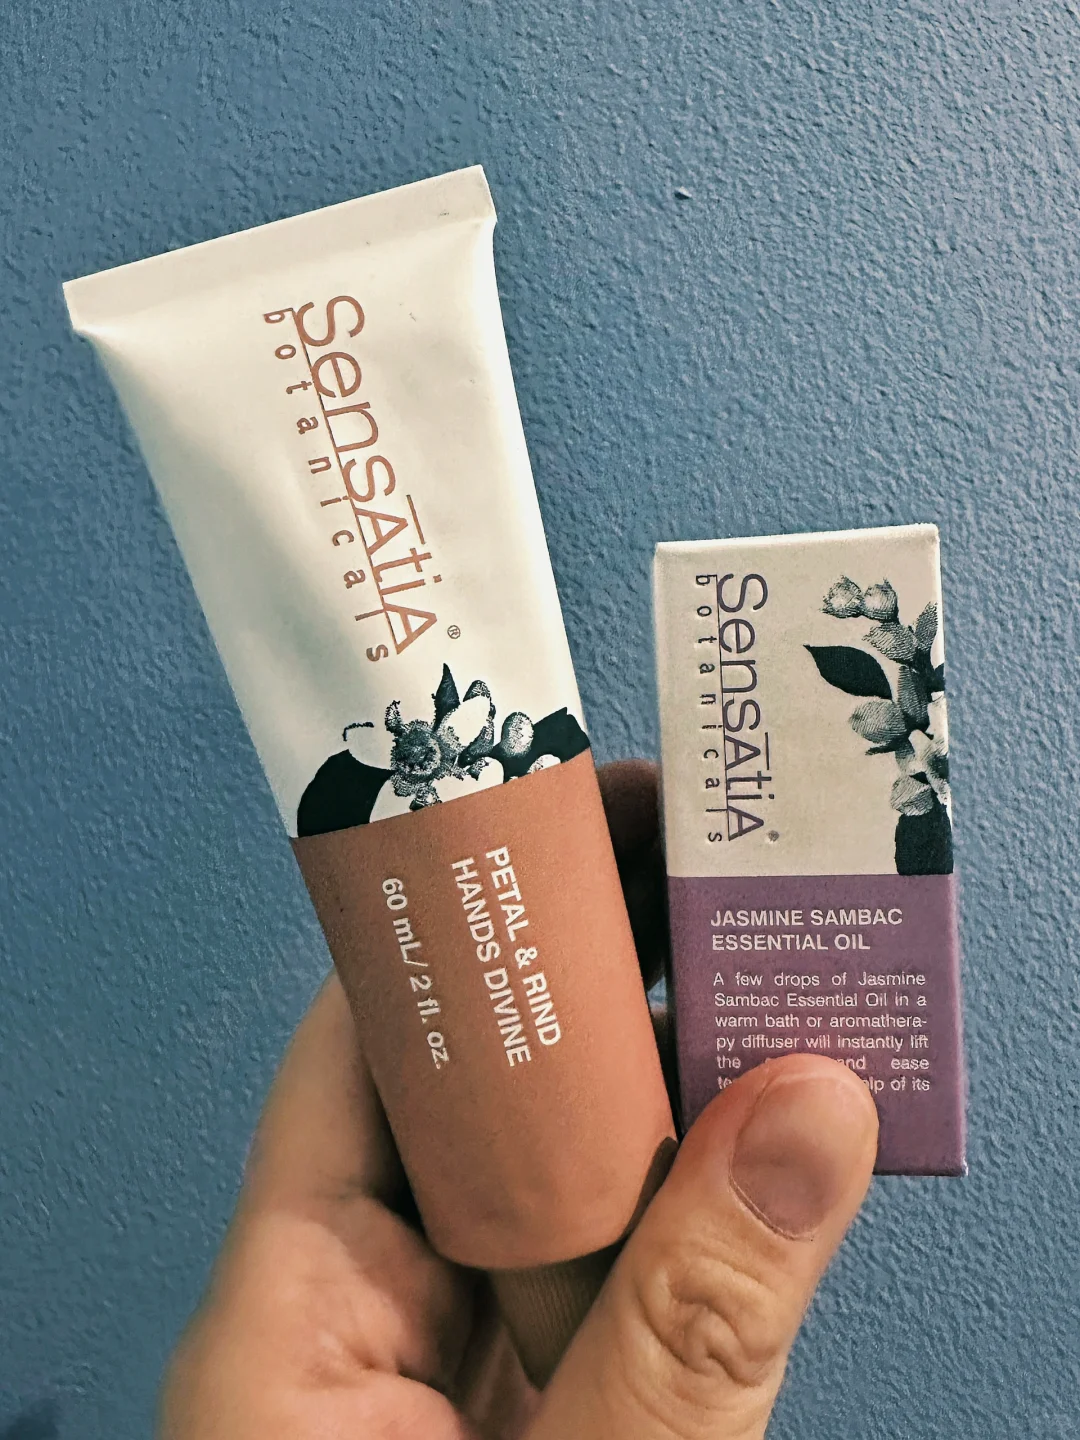 SensAtiA®
botanicals
PETAL & RIND
HANDS DIVINE
60 mL/ 2 fl. oz.
SensAtiA®
botanicals
JASMINE SAMBAC
ESSENTIAL OIL
A few drops of Jasmine
Sambac Essential Oil in a
warm bath or aromathera-
py diffuser will instantly lift
the and ease
of its